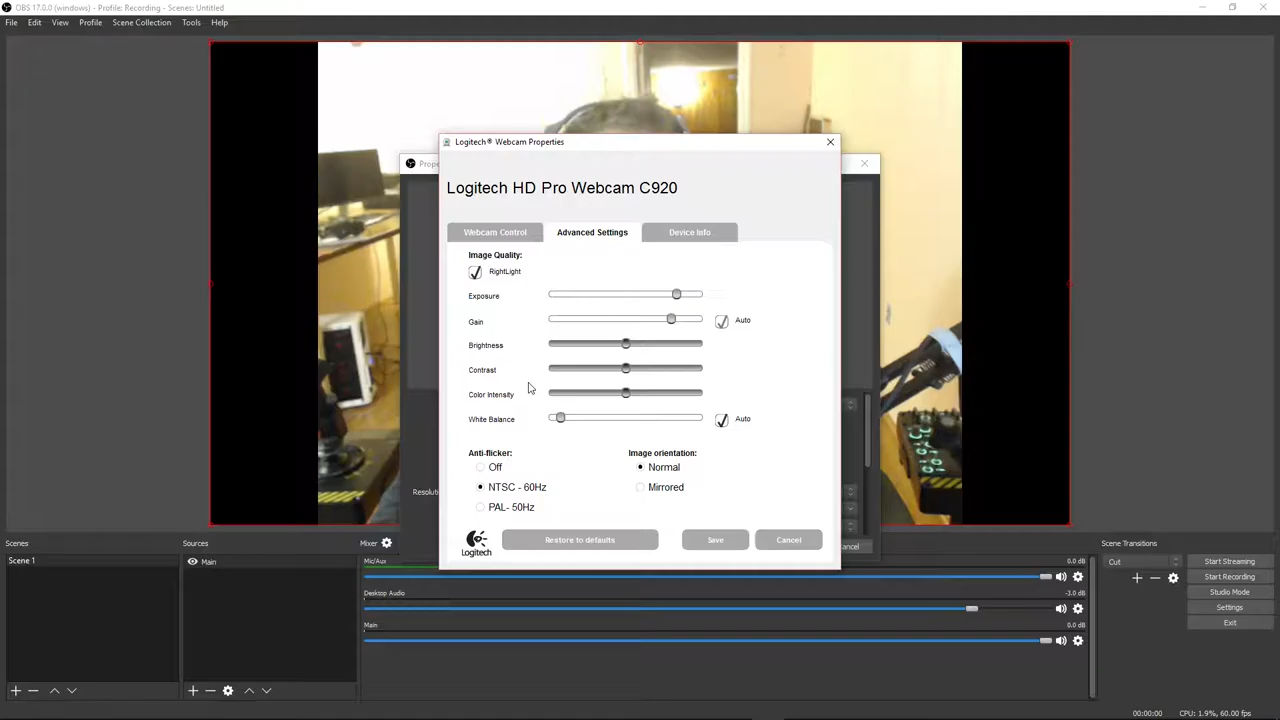 OBS 17.0.0 (windows) - Profile: Recording - Scenes: Untitled
File Edit View Profile Scene Collection Tools Help
Logitech® Webcam Properties
Prope
Logitech HD Pro Webcam C920
Webcam Control Advanced Settings Device Info
Image Quality:
RightLight
Exposure
Gain Auto
Brightness
Contrast
Color Intensity
White Balance Auto
Anti-flicker: Image orientation:
Off Normal
NTSC - 60Hz Mirrored
Resoluti
PAL- 50Hz
Logitech Restore to defaults Save Cancel
ancel
Scenes Sources Mixer Scene Transitions
Scene 1 Main Mic/Aux 0.0 dB Cut Start Streaming
Start Recording
Desktop Audio -3.0 dB Studio Mode
Settings
Main 0.0 dB Exit
00:00:00 CPU: 1.9%, 60.00 fps